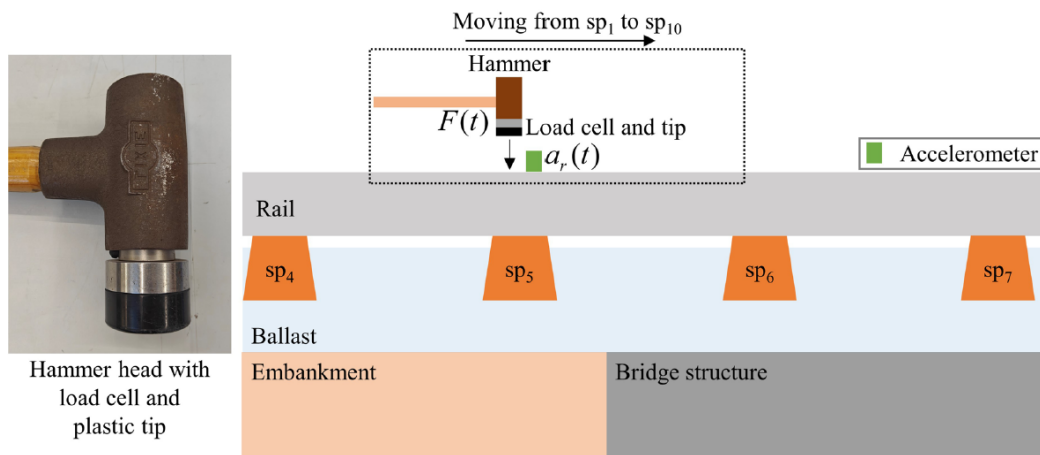 Moving from sp₁ to sp₁₀
Hammer
F(t)
Load cell and tip
aᵣ(t)
Accelerometer
Rail
sp₄
sp₅
sp₆
sp₇
Ballast
Embankment
Bridge structure
TIXIE
Hammer head with
load cell and
plastic tip